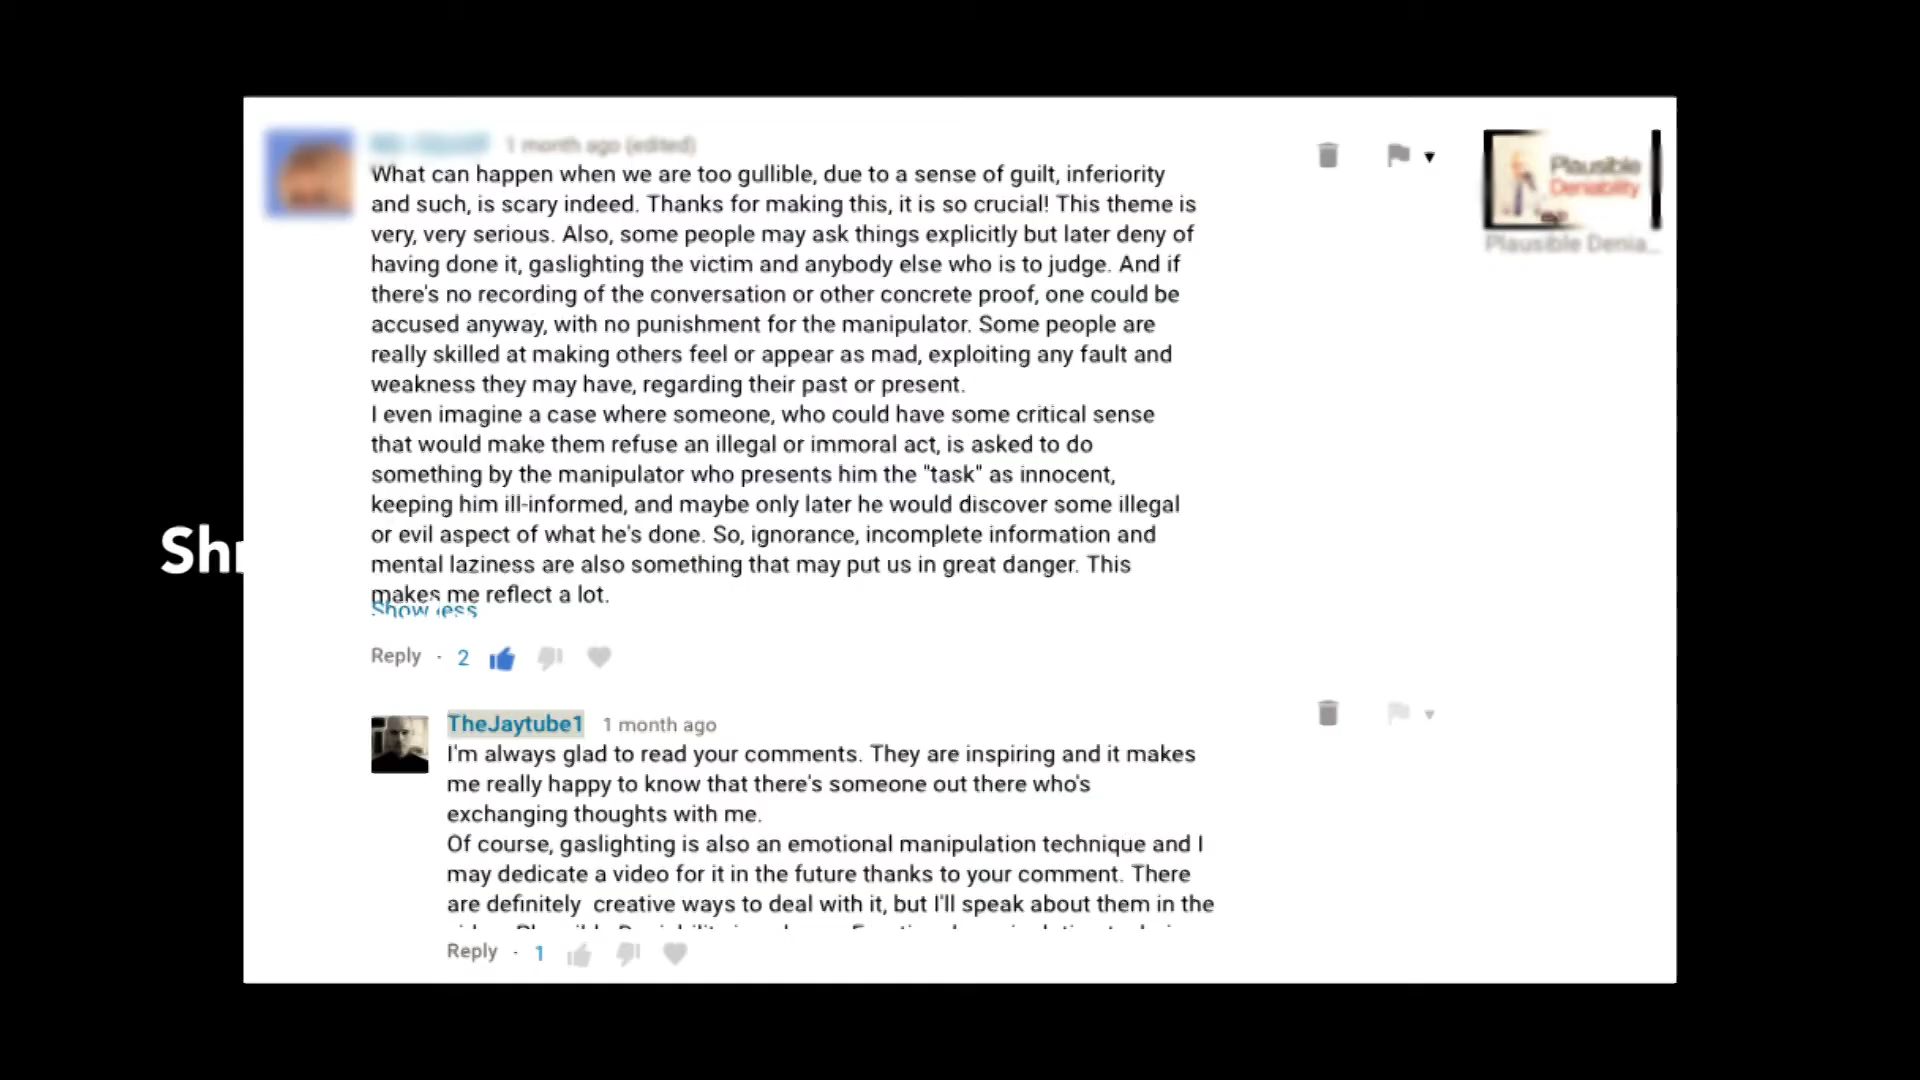 1 month ago (edited)
What can happen when we are too gullible, due to a sense of guilt, inferiority
and such, is scary indeed. Thanks for making this, it is so crucial! This theme is
very, very serious. Also, some people may ask things explicitly but later deny of
having done it, gaslighting the victim and anybody else who is to judge. And if
there's no recording of the conversation or other concrete proof, one could be
accused anyway, with no punishment for the manipulator. Some people are
really skilled at making others feel or appear as mad, exploiting any fault and
weakness they may have, regarding their past or present.
I even imagine a case where someone, who could have some critical sense
that would make them refuse an illegal or immoral act, is asked to do
something by the manipulator who presents him the "task" as innocent,
keeping him ill-informed, and maybe only later he would discover some illegal
or evil aspect of what he's done. So, ignorance, incomplete information and
mental laziness are also something that may put us in great danger. This
makes me reflect a lot.
Show less
Reply · 2
Plausible
Deniability
Plausible Denia...
Sh
TheJaytube1 1 month ago
I'm always glad to read your comments. They are inspiring and it makes
me really happy to know that there's someone out there who's
exchanging thoughts with me.
Of course, gaslighting is also an emotional manipulation technique and I
may dedicate a video for it in the future thanks to your comment. There
are definitely  creative ways to deal with it, but I'll speak about them in the
Reply · 1